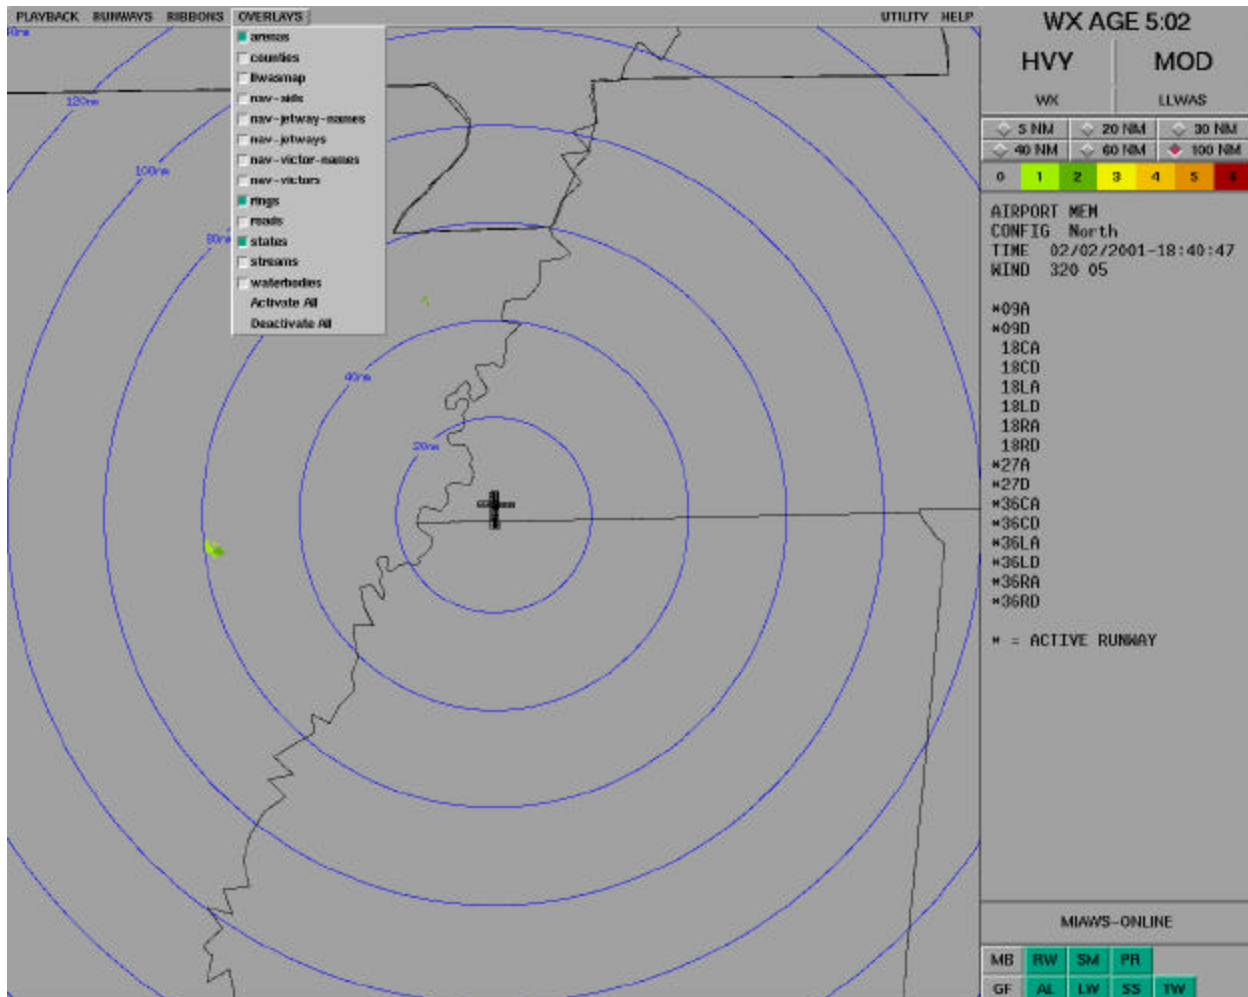 PLAYBACK RUNWAYS RIBBONS OVERLAYS UTILITY HELP
arenas
counties
llwasmap
nav-aids
nav-jetway-names
nav-jetways
nav-victor-names
nav-victors
rings
roads
states
streams
waterbodies
Activate All
Deactivate All
120nm
100nm
80nm
40nm
20nm
WX AGE 5:02
HVY MOD
WX LLWAS
5 NM 20 NM 30 NM
40 NM 60 NM 100 NM
0 1 2 3 4 5 6
AIRPORT MEM
CONFIG North
TIME 02/02/2001-18:40:47
WIND 320 05
*09A
*09D
18CA
18CD
18LA
18LD
18RA
18RD
*27A
*27D
*36CA
*36CD
*36LA
*36LD
*36RA
*36RD
* = ACTIVE RUNWAY
MIAWS-ONLINE
MB RW SM PR
GF AL LW SS TW